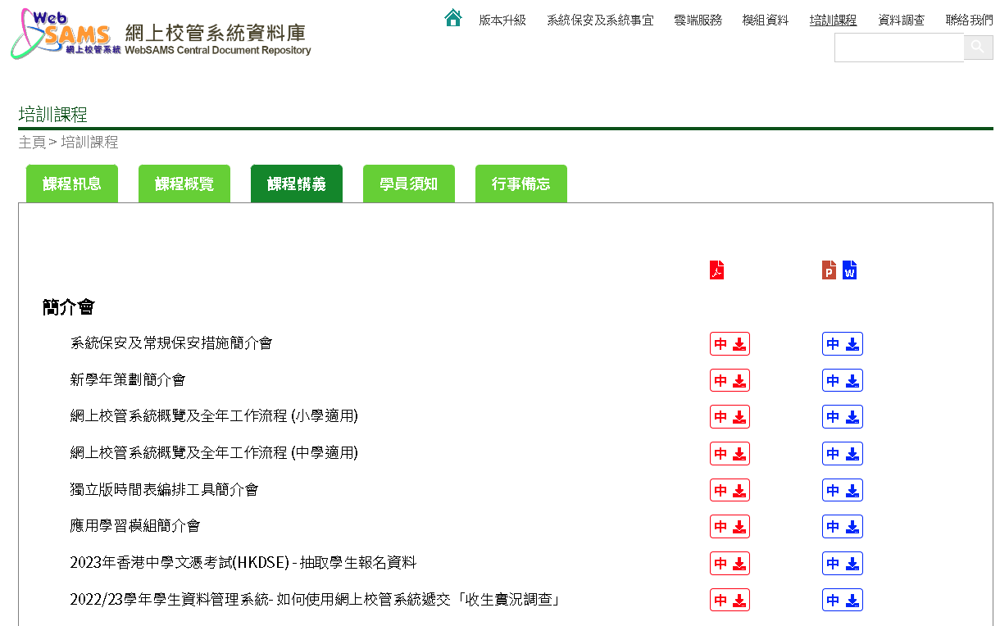 Web
SAMS
網上校管系統
網上校管系統資料庫
WebSAMS Central Document Repository
版本升級 系統保安及系統事宜 雲端服務 模組資料 培訓課程 資料調查 聯絡我們
培訓課程
主頁 > 培訓課程
課程訊息 課程概覽 課程講義 學員須知 行事備忘
P W
簡介會
系統保安及常規保安措施簡介會 中 中
新學年策劃簡介會 中 中
網上校管系統概覽及全年工作流程 (小學適用) 中 中
網上校管系統概覽及全年工作流程 (中學適用) 中 中
獨立版時間表編排工具簡介會 中 中
應用學習模組簡介會 中 中
2023年香港中學文憑考試(HKDSE) - 抽取學生報名資料 中 中
2022/23學年學生資料管理系統- 如何使用網上校管系統遞交「收生實況調查」 中 中